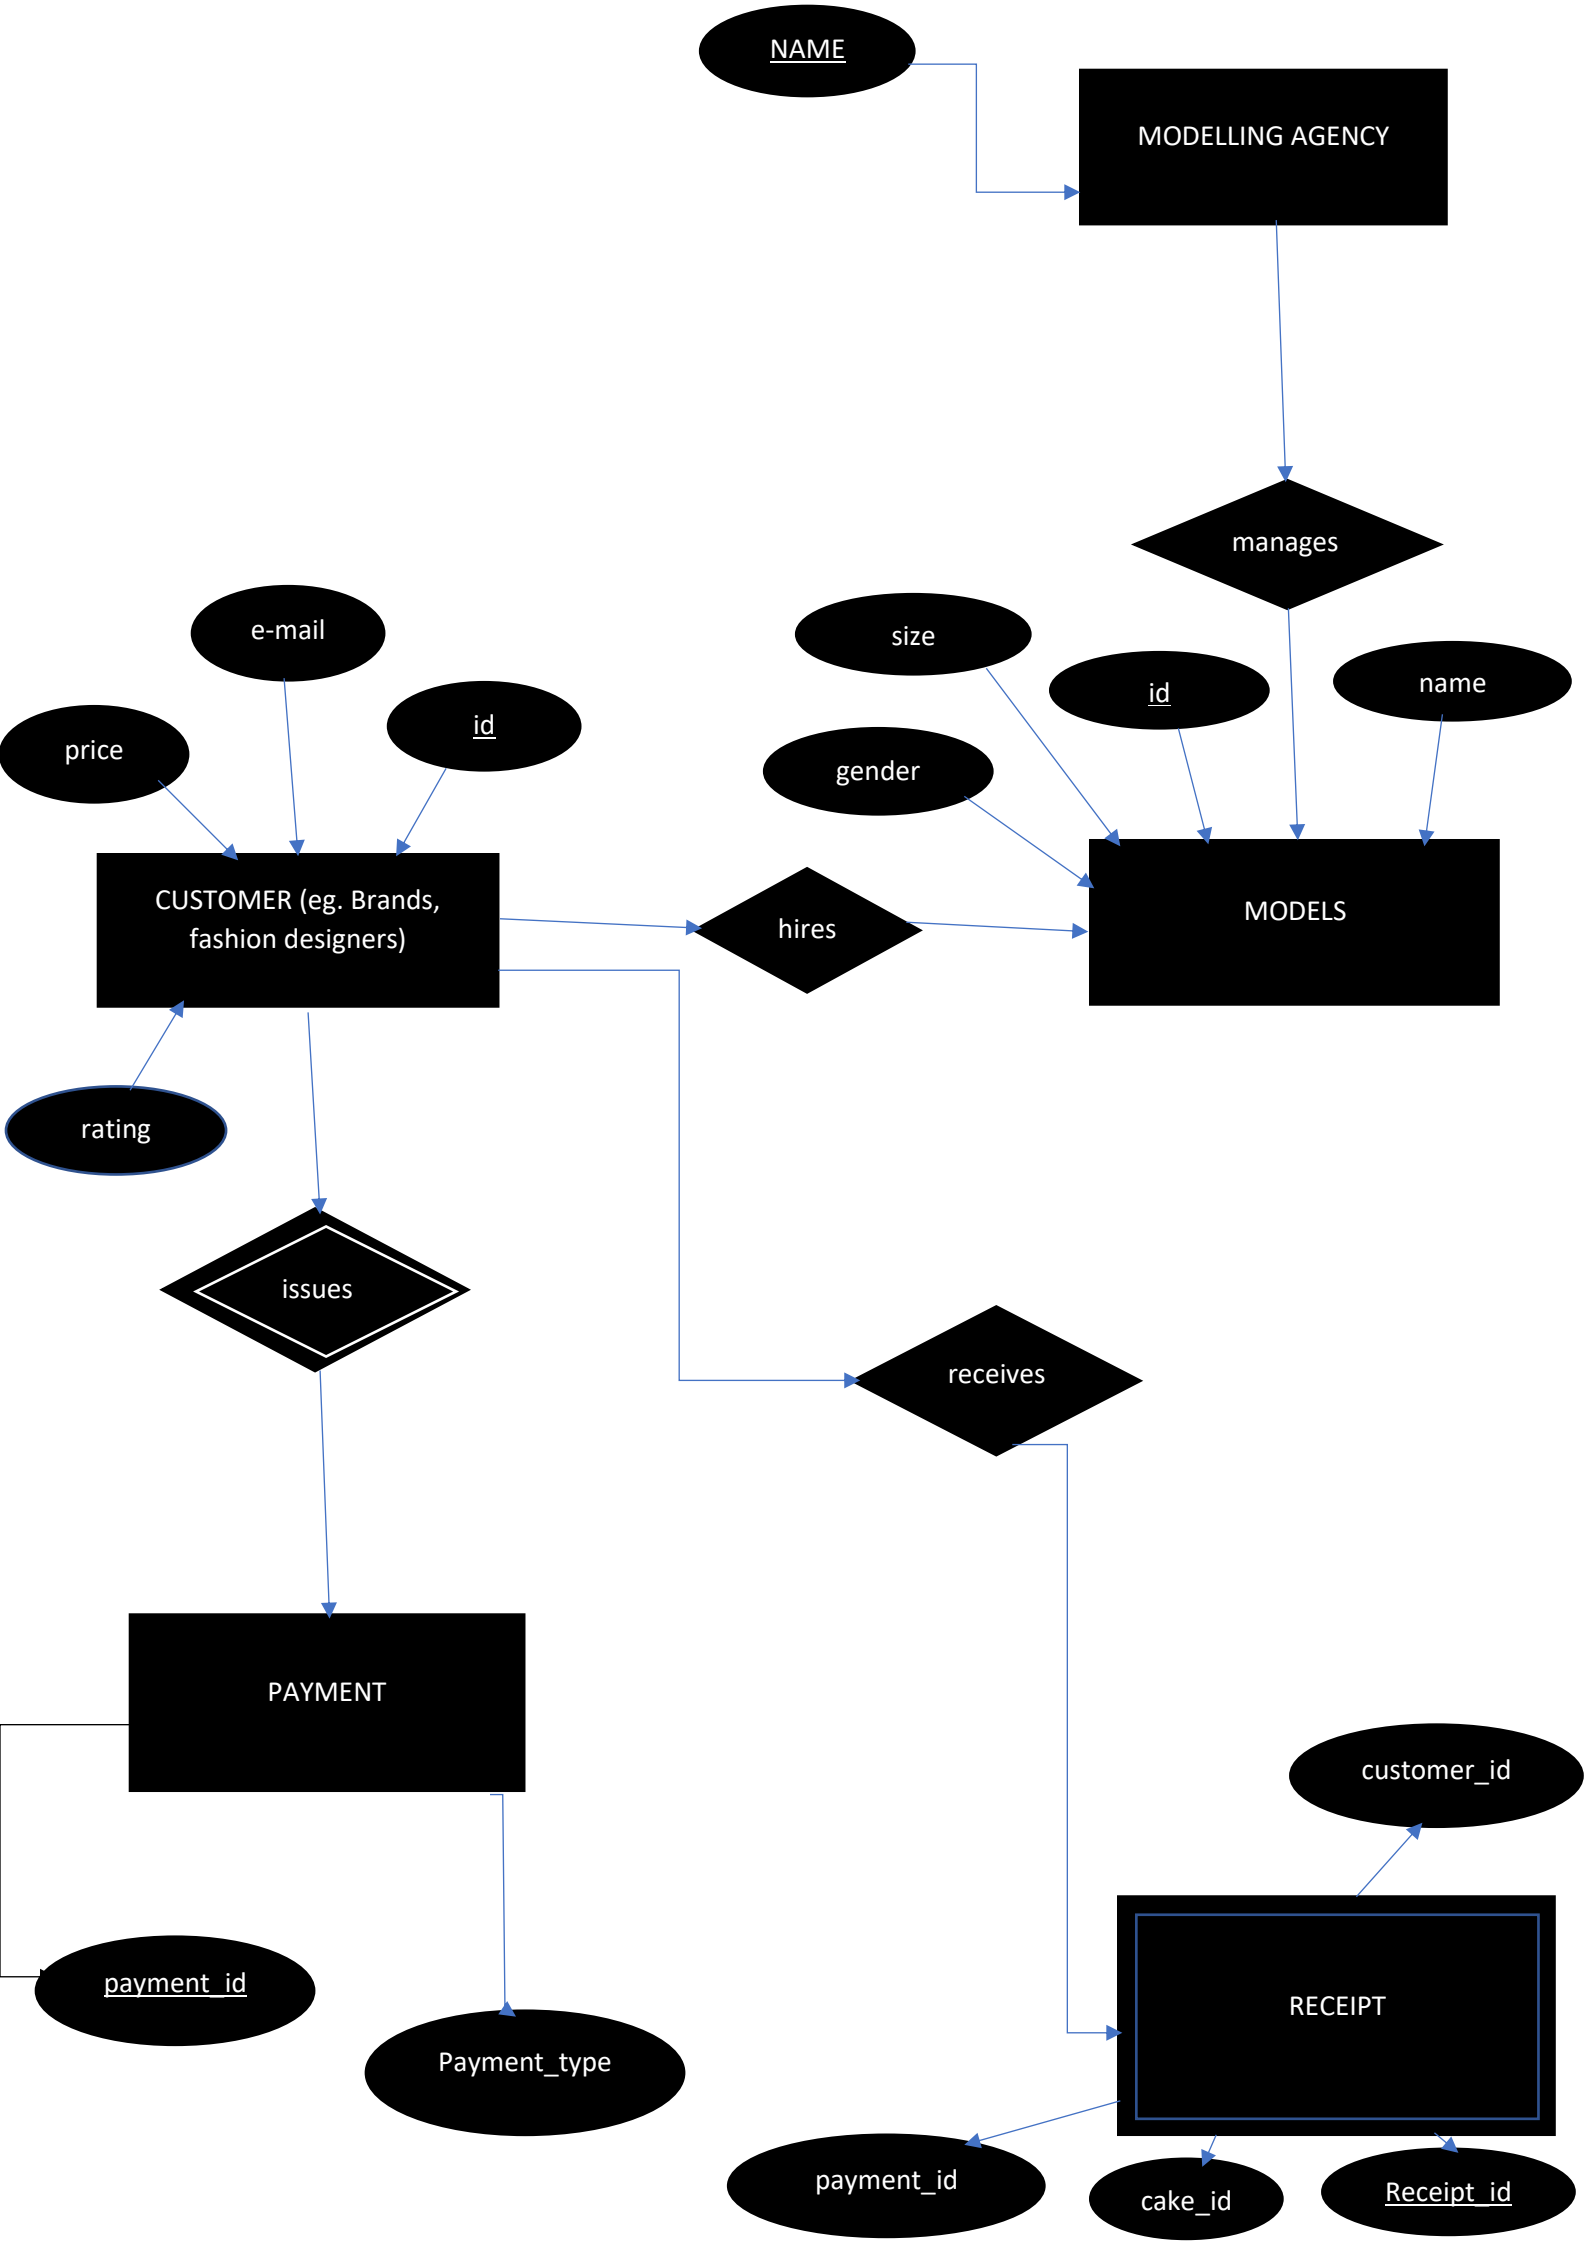 NAME
MODELLING AGENCY
manages
e-mail
size
id
name
id
price
gender
CUSTOMER (eg. Brands,
fashion designers)
hires
MODELS
rating
issues
receives
PAYMENT
customer_id
payment_id
RECEIPT
Payment_type
payment_id
cake_id
Receipt_id